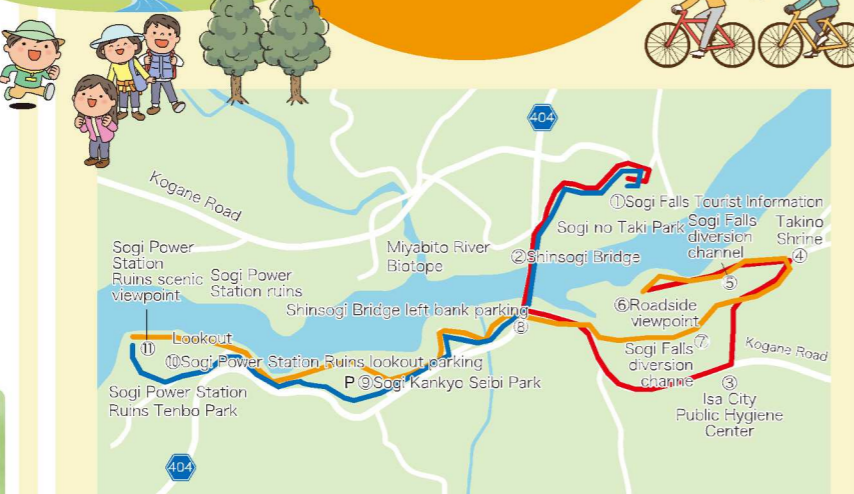 404
Kogane Road
①Sogi Falls Tourist Information
Sogi no Taki Park
Sogi Falls
diversion
channel
Takino
Shrine
④
⑤
Miyabito River
Biotope
②Shinsogi Bridge
Sogi Power
Station
Ruins scenic
viewpoint
Sogi Power
Station ruins
Shinsogi Bridge left bank parking
⑧
⑥Roadside
viewpoint
⑦
Sogi Falls
diversion
channe
Kogane Road
③
Isa City
Public Hygiene
Center
Lookout
⑪
⑩Sogi Power Station Ruins lookout parking
P ⑨Sogi Kankyo Seibi Park
Sogi Power Station
Ruins Tenbo Park
404